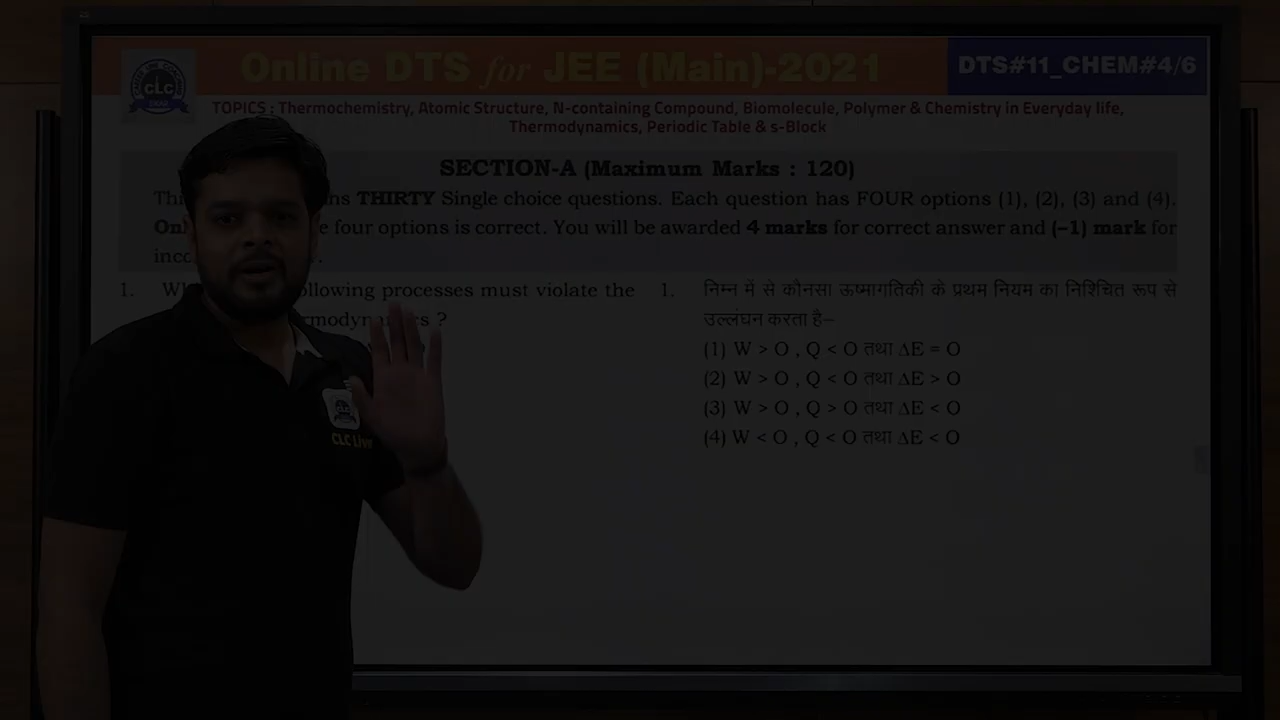 Online DTS for JEE (Main)-2021
DTS#11_CHEM#4/6
CLC
TOPICS : Thermochemistry, Atomic Structure, N-containing Compound, Biomolecule, Polymer & Chemistry in Everyday life,
Thermodynamics, Periodic Table & s-Block
SECTION-A (Maximum Marks : 120)
THIRTY Single choice questions. Each question has FOUR options (1), (2), (3) and (4).
four options is correct. You will be awarded 4 marks for correct answer and (–1) mark for
1. following processes must violate the
?
1. निम्न में से कौनसा ऊष्मागतिकी के प्रथम नियम का निश्चित रूप से
उल्लंघन करता है–
(1) W > O , Q < O तथा ΔE = O
(2) W > O , Q < O तथा ΔE > O
(3) W > O , Q > O तथा ΔE < O
(4) W < O , Q < O तथा ΔE < O
CLC Live